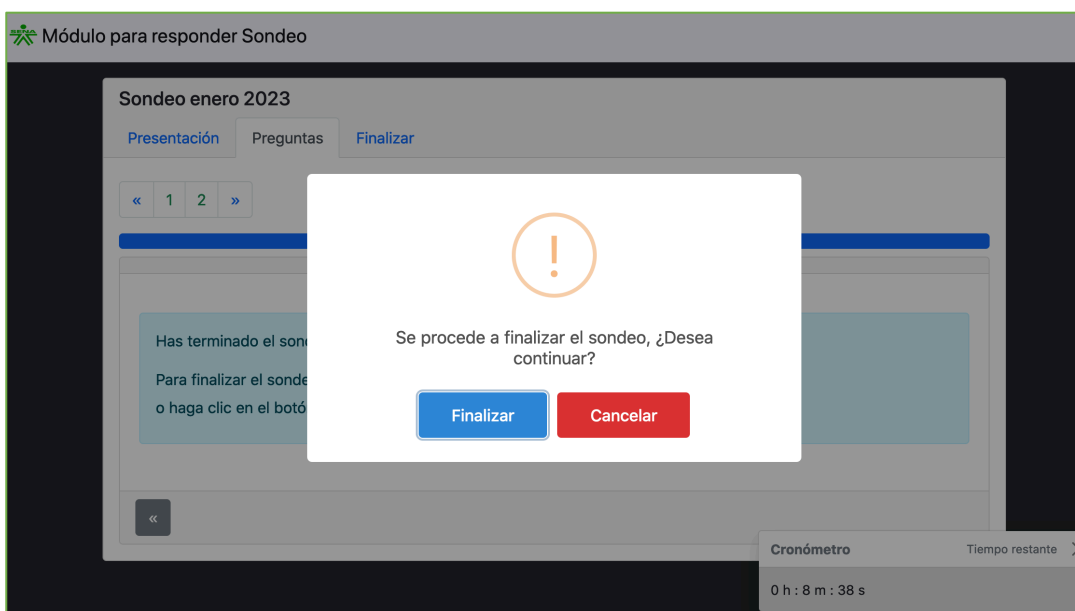 SENA
Módulo para responder Sondeo
Sondeo enero 2023
Presentación Preguntas Finalizar
« 1 2 »
!
Has terminado el son
Para finalizar el sonde
o haga clic en el botó
Se procede a finalizar el sondeo, ¿Desea
continuar?
Finalizar Cancelar
«
Cronómetro Tiempo restante
0 h : 8 m : 38 s